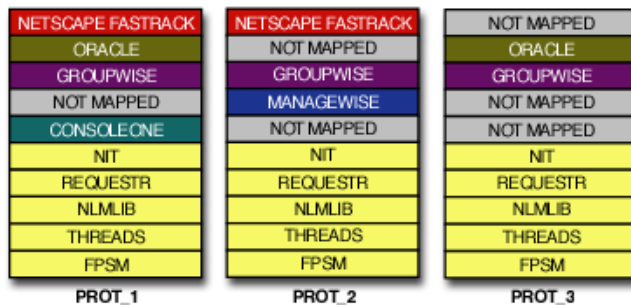 NETSCAPE FASTRACK
ORACLE
GROUPWISE
NOT MAPPED
CONSOLEONE
NIT
REQUESTR
NLMLIB
THREADS
FPSM
PROT_1
NETSCAPE FASTRACK
NOT MAPPED
GROUPWISE
MANAGEWISE
NOT MAPPED
NIT
REQUESTR
NLMLIB
THREADS
FPSM
PROT_2
NOT MAPPED
ORACLE
GROUPWISE
NOT MAPPED
NOT MAPPED
NIT
REQUESTR
NLMLIB
THREADS
FPSM
PROT_3